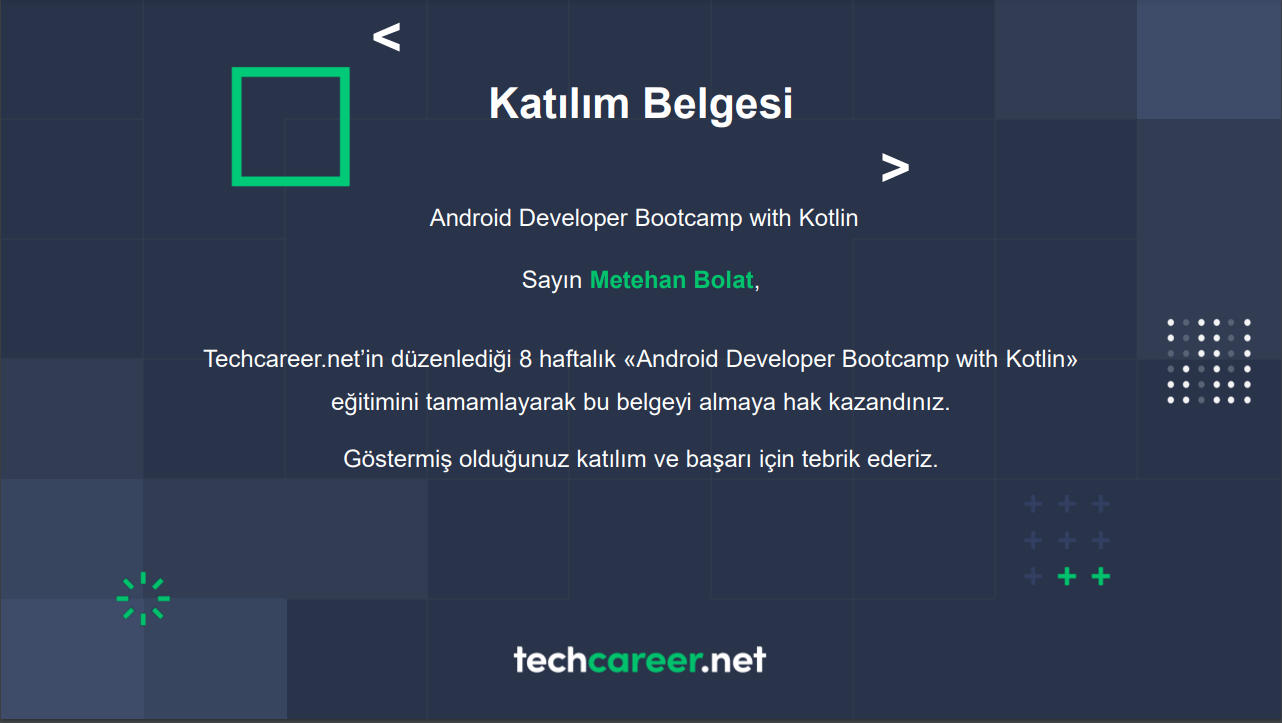 <
Katılım Belgesi
>
Android Developer Bootcamp with Kotlin
Sayın Metehan Bolat,
Techcareer.net’in düzenlediği 8 haftalık «Android Developer Bootcamp with Kotlin»
eğitimini tamamlayarak bu belgeyi almaya hak kazandınız.
Göstermiş olduğunuz katılım ve başarı için tebrik ederiz.
techcareer.net